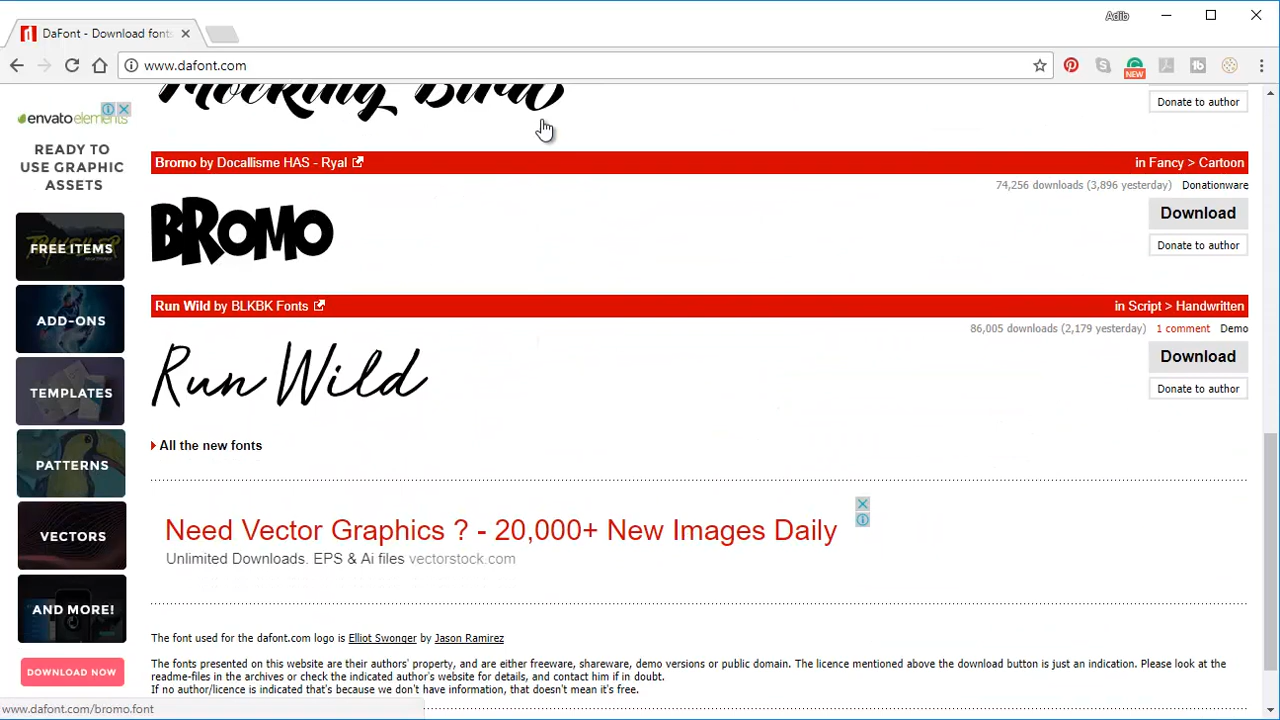 Adib
DaFont - Download fonts
www.dafont.com
NEW
Mocking Bird
Donate to author
envato elements
READY TO
USE GRAPHIC
ASSETS
FREE ITEMS
ADD-ONS
TEMPLATES
PATTERNS
VECTORS
AND MORE!
DOWNLOAD NOW
Bromo by Docallisme HAS - Ryal
in Fancy > Cartoon
74,256 downloads (3,896 yesterday) Donationware
BROMO
Download
Donate to author
Run Wild by BLKBK Fonts
in Script > Handwritten
86,005 downloads (2,179 yesterday) 1 comment Demo
Run Wild
Download
Donate to author
All the new fonts
Need Vector Graphics ? - 20,000+ New Images Daily
Unlimited Downloads. EPS & Ai files vectorstock.com
The font used for the dafont.com logo is Elliot Swonger by Jason Ramirez
The fonts presented on this website are their authors' property, and are either freeware, shareware, demo versions or public domain. The licence mentioned above the download button is just an indication. Please look at the
readme-files in the archives or check the indicated author's website for details, and contact him if in doubt.
If no author/licence is indicated that's because we don't have information, that doesn't mean it's free.
www.dafont.com/bromo.font